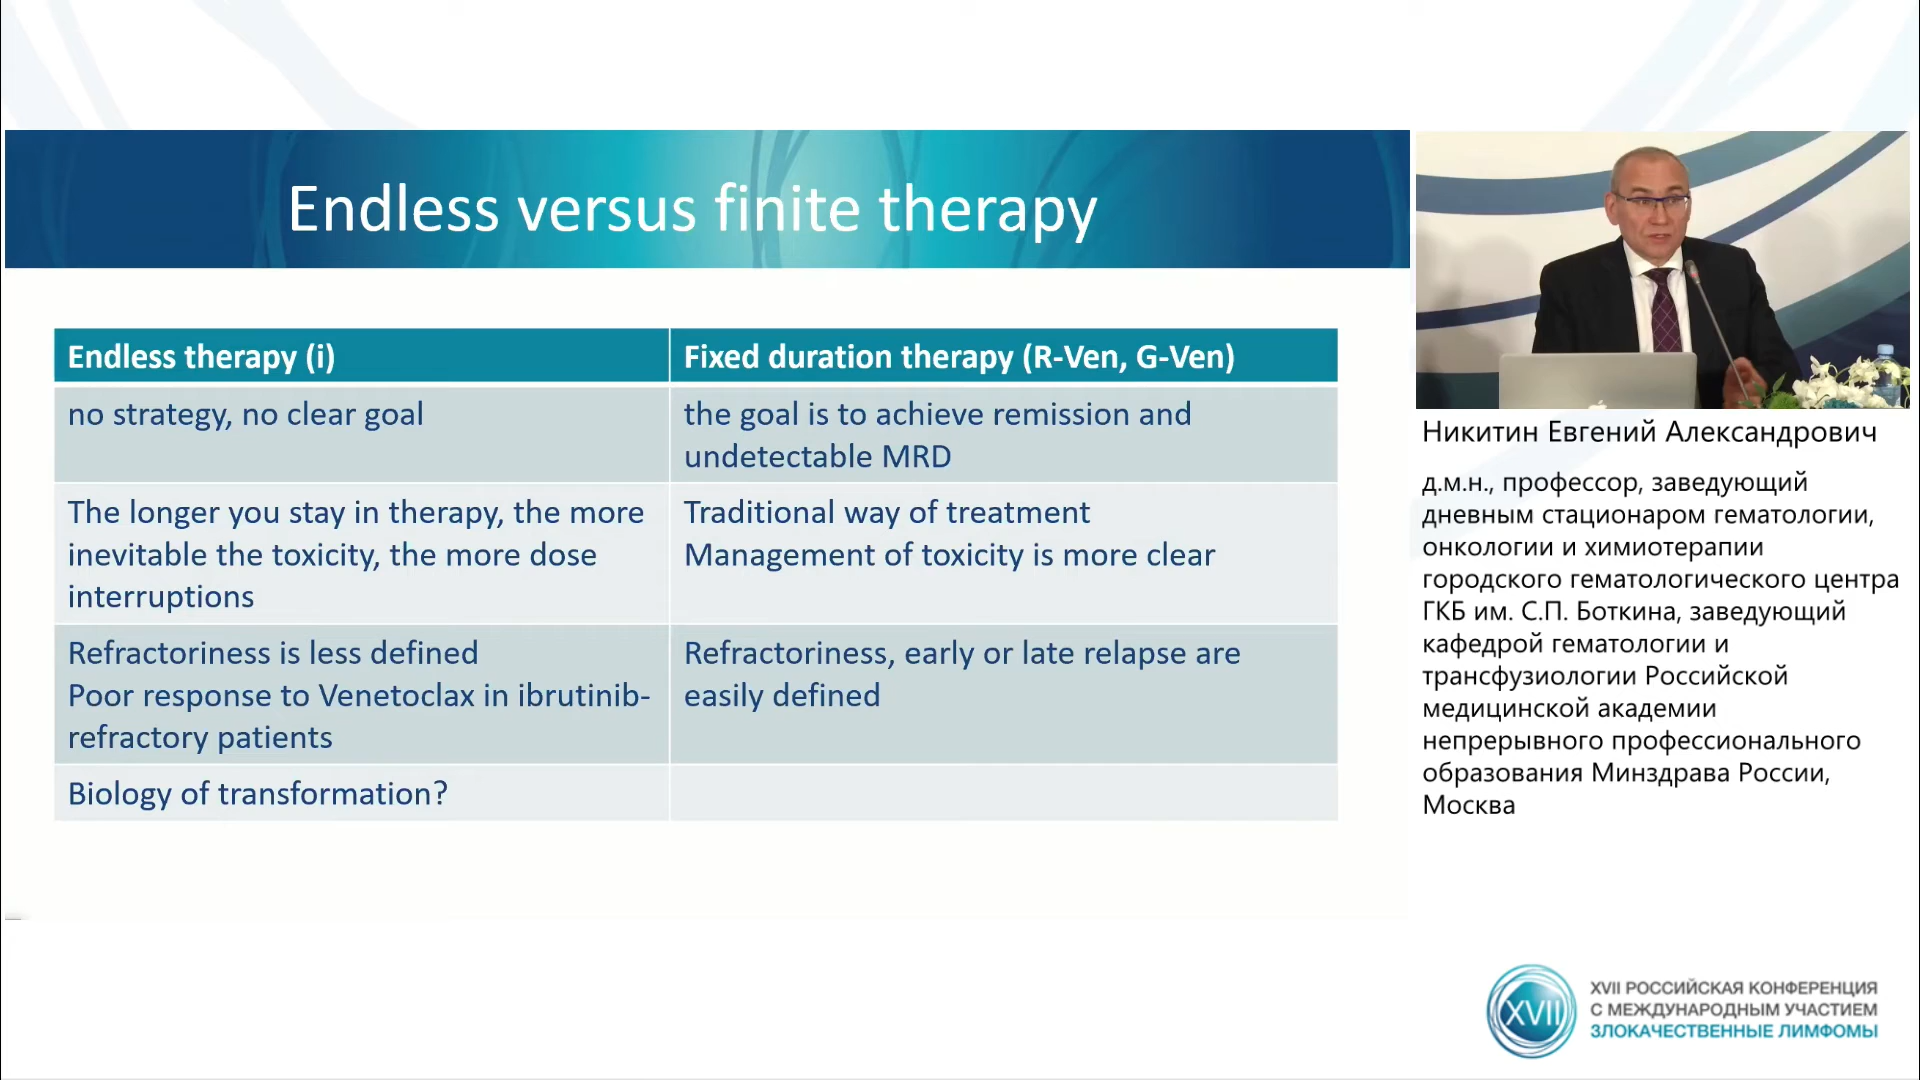 Endless versus finite therapy
Endless therapy (i)
Fixed duration therapy (R-Ven, G-Ven)
no strategy, no clear goal
the goal is to achieve remission and
undetectable MRD
The longer you stay in therapy, the more
inevitable the toxicity, the more dose
interruptions
Traditional way of treatment
Management of toxicity is more clear
Refractoriness is less defined
Poor response to Venetoclax in ibrutinib-
refractory patients
Refractoriness, early or late relapse are
easily defined
Biology of transformation?
Никитин Евгений Александрович
д.м.н., профессор, заведующий
дневным стационаром гематологии,
онкологии и химиотерапии
городского гематологического центра
ГКБ им. С.П. Боткина, заведующий
кафедрой гематологии и
трансфузиологии Российской
медицинской академии
непрерывного профессионального
образования Минздрава России,
Москва
XVII
XVII РОССИЙСКАЯ КОНФЕРЕНЦИЯ
С МЕЖДУНАРОДНЫМ УЧАСТИЕМ
ЗЛОКАЧЕСТВЕННЫЕ ЛИМФОМЫ